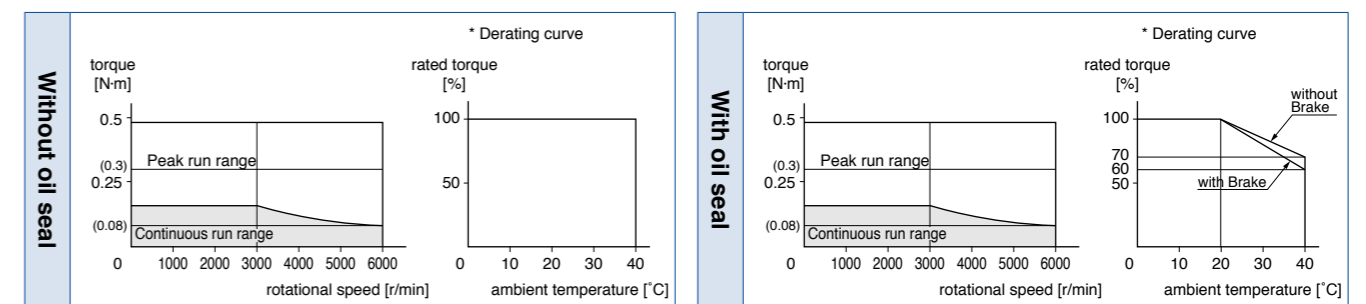 Without oil seal
* Derating curve
torque
[N·m]
rated torque
[%]
0.5
(0.3)
0.25
(0.08)
Peak run range
Continuous run range
0 1000 2000 3000 4000 5000 6000
rotational speed [r/min]
100
50
0 10 20 30 40
ambient temperature [˚C]
With oil seal
* Derating curve
torque
[N·m]
rated torque
[%]
0.5
(0.3)
0.25
(0.08)
Peak run range
Continuous run range
0 1000 2000 3000 4000 5000 6000
rotational speed [r/min]
without
Brake
100
70
60
50
with Brake
0 10 20 30 40
ambient temperature [˚C]